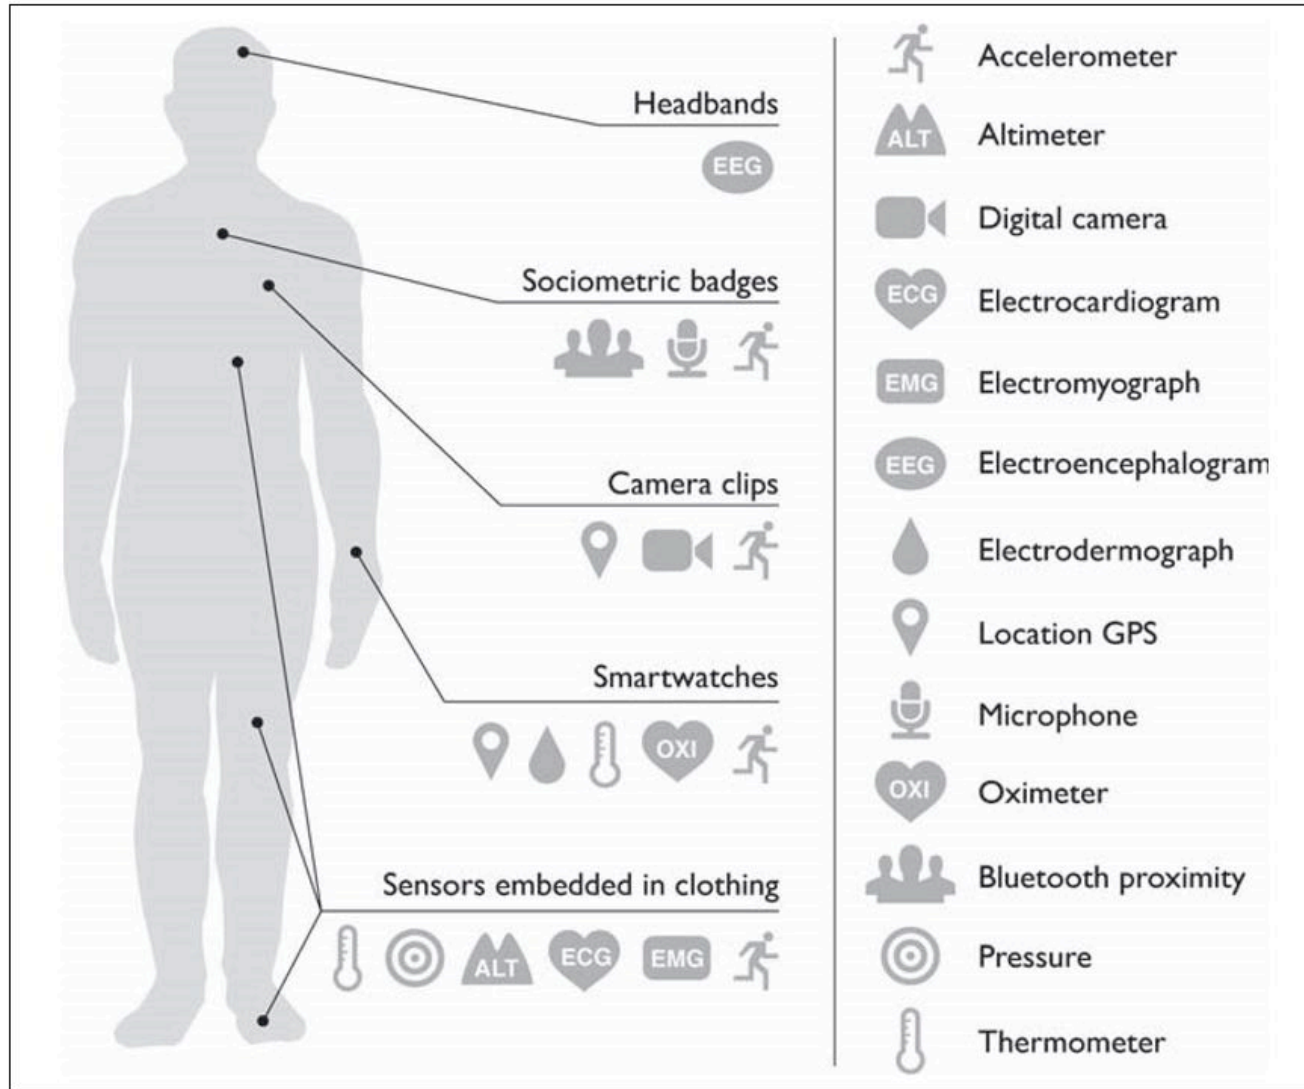 Headbands
EEG
Sociometric badges
Camera clips
Smartwatches
OXI
Sensors embedded in clothing
ALT
ECG
EMG
Accelerometer
ALT
Altimeter
Digital camera
ECG
Electrocardiogram
EMG
Electromyograph
EEG
Electroencephalogram
Electrodermograph
Location GPS
Microphone
OXI
Oximeter
Bluetooth proximity
Pressure
Thermometer